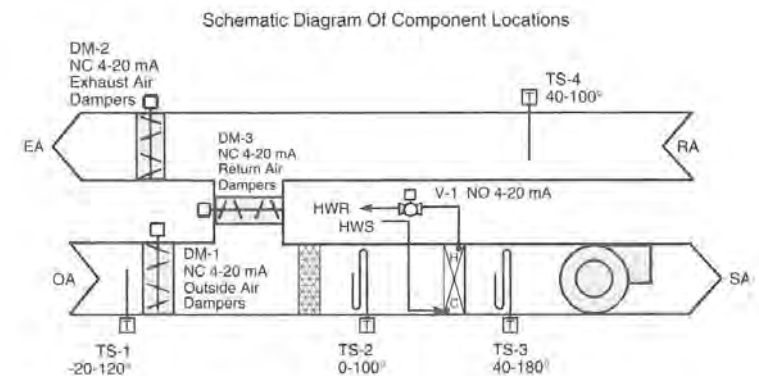 Schematic Diagram Of Component Locations
DM-2
NC 4-20 mA
Exhaust Air
Dampers
TS-4
40-100°
T
EA
DM-3
NC 4-20 mA
Return Air
Dampers
RA
V-1 NO 4-20 mA
HWR
HWS
DM-1
NC 4-20 mA
Outside Air
Dampers
OA
H
C
SA
T
T
T
TS-1
-20-120°
TS-2
0-100°
TS-3
40-180°